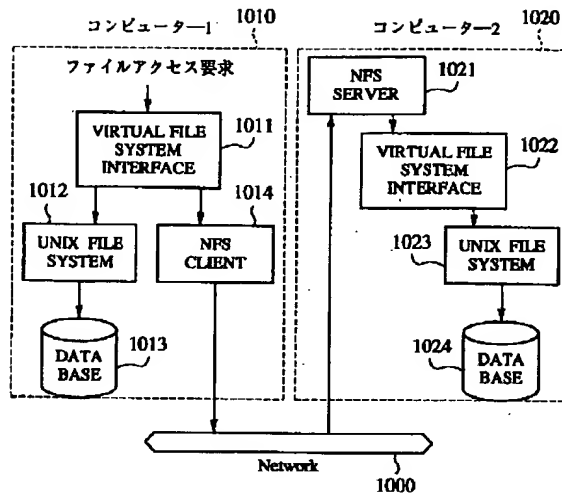 コンピューター1
1010
ファイルアクセス要求
VIRTUAL FILE
SYSTEM
INTERFACE
1011
1012
UNIX FILE
SYSTEM
1014
NFS
CLIENT
DATA
BASE
1013
コンピューター2
1020
NFS
SERVER
1021
VIRTUAL FILE
SYSTEM
INTERFACE
1022
1023
UNIX FILE
SYSTEM
1024
DATA
BASE
Network
1000